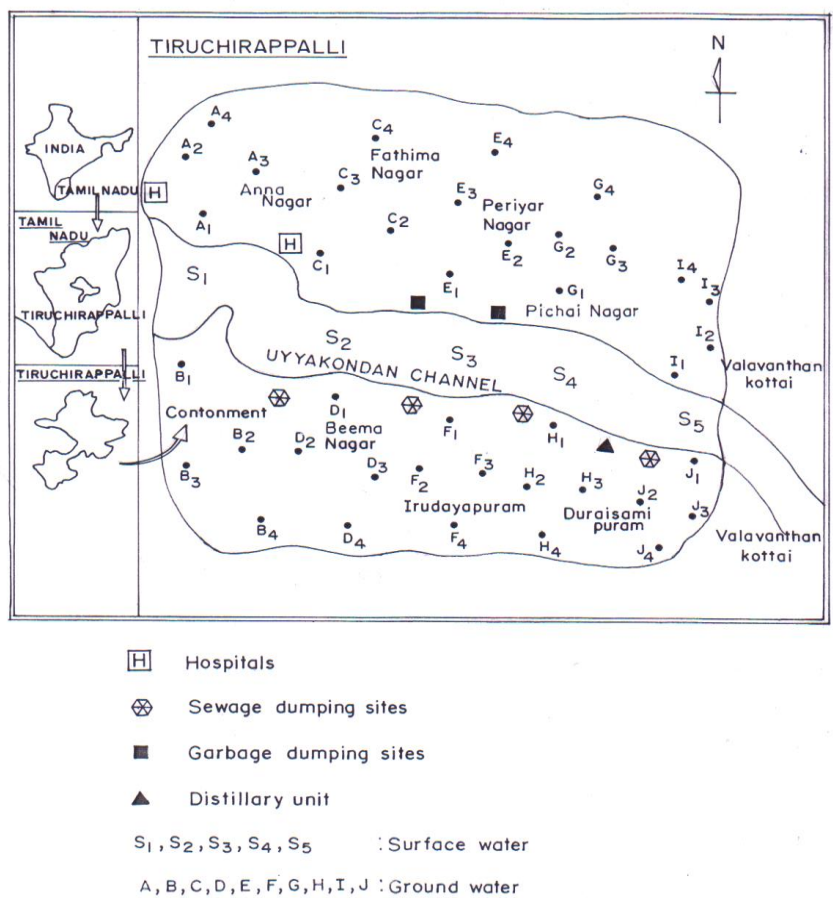 TIRUCHIRAPPALLI
N
INDIA
TAMIL NADU
TAMIL
NADU
TIRUCHIRAPPALLI
TIRUCHIRAPPALLI
H
A4
A2
A3
Anna
Nagar
A1
H
C4
Fathima
Nagar
C3
C2
C1
E4
E3
Periyar
Nagar
E2
E1
G4
G2
G3
G1
Pichai Nagar
I4
I3
I2
I1
Valavanthan
kottai
S1
S2
S3
S4
S5
UYYAKONDAN CHANNEL
B1
Contonment
B2
B3
B4
D1
Beema
Nagar
D2
D3
D4
F1
F2
F3
Irudayapuram
F4
H1
H2
H3
Duraisami
puram
H4
J1
J2
J3
J4
Valavanthan
kottai
H Hospitals
Sewage dumping sites
Garbage dumping sites
Distillary unit
S1, S2, S3, S4, S5 : Surface water
A, B, C, D, E, F, G, H, I, J : Ground water